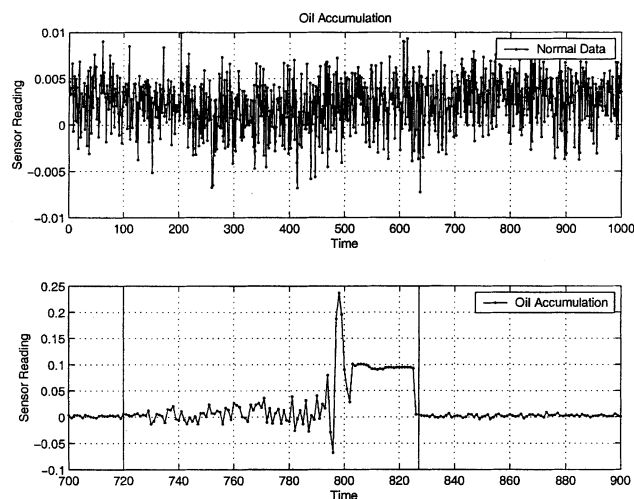 Oil Accumulation
0.01
0.005
0
−0.005
−0.01
Sensor Reading
Normal Data
0 100 200 300 400 500 600 700 800 900 1000
Time
0.25
0.2
0.15
0.1
0.05
0
−0.05
−0.1
Sensor Reading
Oil Accumulation
700 720 740 760 780 800 820 840 860 880 900
Time